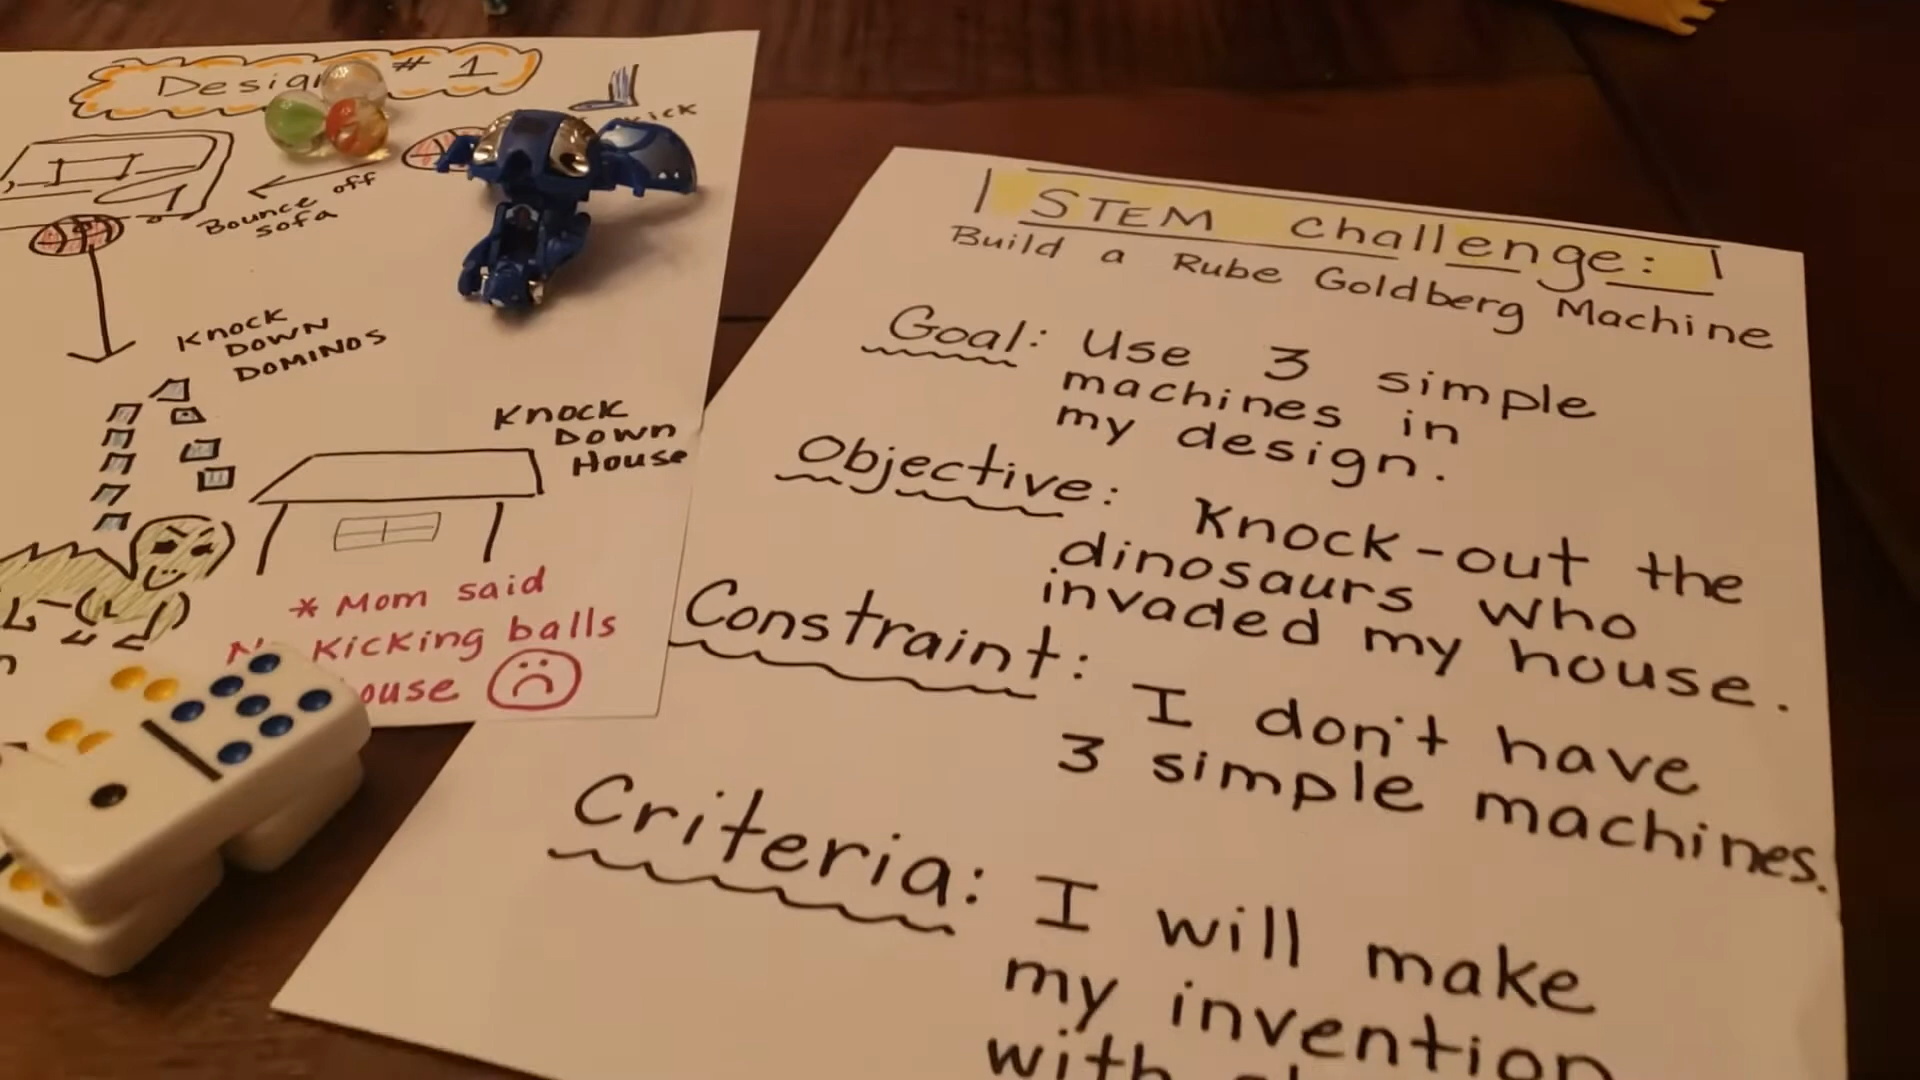 Design # 1
Kick
Bounce off
sofa
Knock
DOWN
DOMINOS
Knock
Down
House
* Mom said
Kicking balls
STEM challenge:
Build a Rube Goldberg Machine
Goal: Use 3 simple
machines in
my design.
Objective: Knock-out the
dinosaurs who
invaded my house.
Constraint: I don't have
3 simple machines.
Criteria: I will make
my invention
with